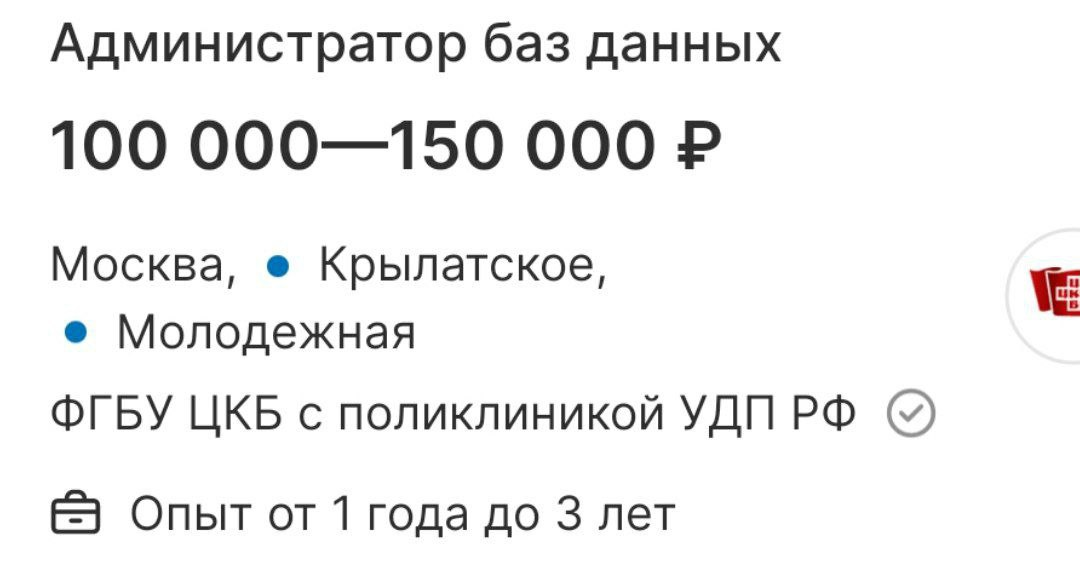 Администратор баз данных
100 000—150 000 ₽
Москва, • Крылатское,
• Молодежная
ФГБУ ЦКБ с поликлиникой УДП РФ
Опыт от 1 года до 3 лет